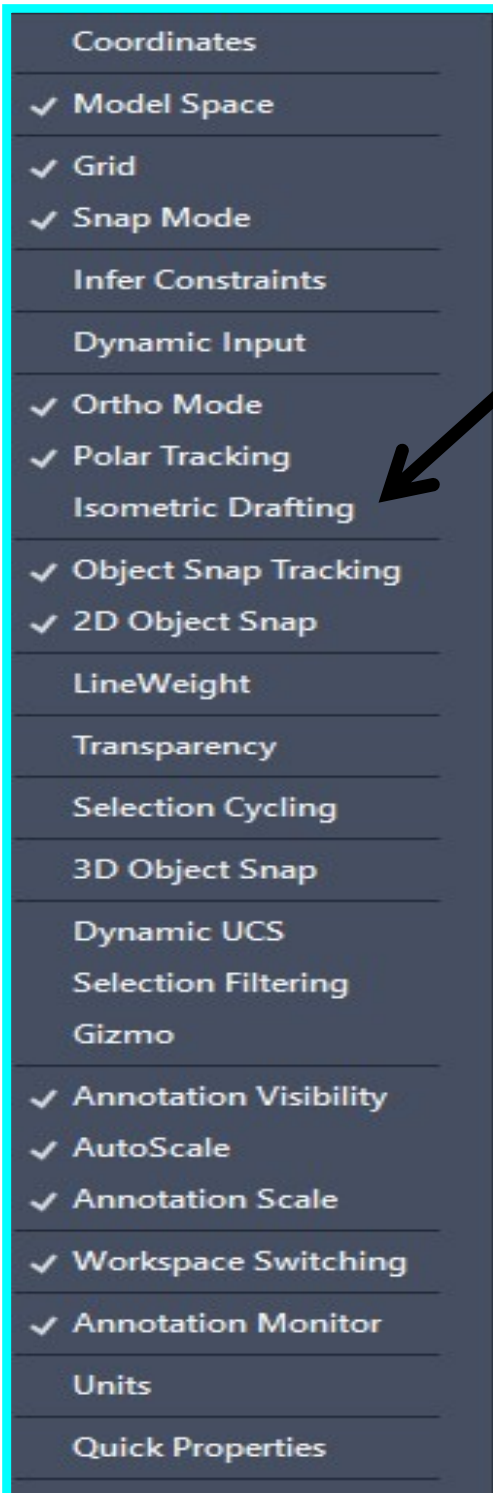 Coordinates
Model Space
Grid
Snap Mode
Infer Constraints
Dynamic Input
Ortho Mode
Polar Tracking
Isometric Drafting
Object Snap Tracking
2D Object Snap
LineWeight
Transparency
Selection Cycling
3D Object Snap
Dynamic UCS
Selection Filtering
Gizmo
Annotation Visibility
AutoScale
Annotation Scale
Workspace Switching
Annotation Monitor
Units
Quick Properties